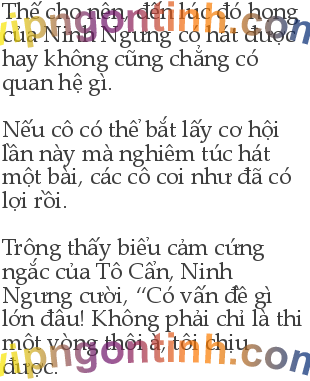 Thế cho nên, đến lúc đó họng
của Ninh Ngưng có hát được
hay không cũng chẳng có
quan hệ gì.
Nếu cô có thể bắt lấy cơ hội
lần này mà nghiêm túc hát
một bài, các cô coi như đã có
lợi rồi.
Trông thấy biểu cảm cứng
ngắc của Tô Cẩn, Ninh
Ngưng cười, “Có vấn đề gì
lớn đâu! Không phải chỉ là thi
một vòng thôi à, tôi chịu
được.
vipngontinh.com
vipngontinh.com